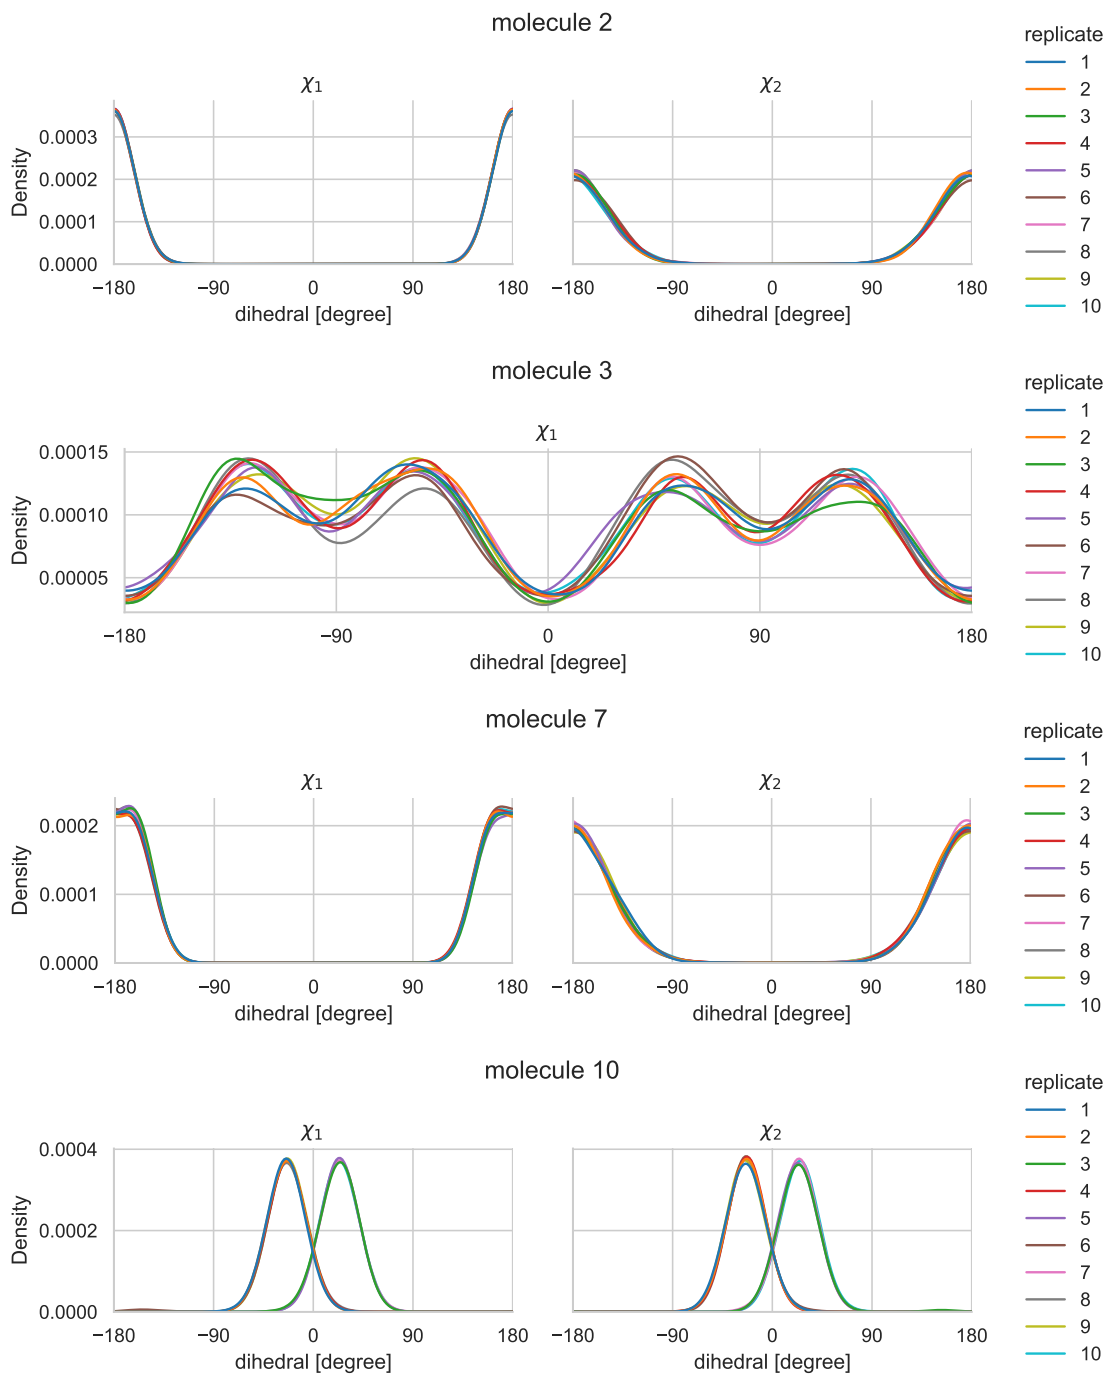 molecule 2
χ1
χ2
Density
0.0003
0.0002
0.0001
0.0000
−180 −90 0 90 180
−180 −90 0 90 180
dihedral [degree]
dihedral [degree]
replicate
1
2
3
4
5
6
7
8
9
10
molecule 3
χ1
Density
0.00015
0.00010
0.00005
−180 −90 0 90 180
dihedral [degree]
replicate
1
2
3
4
5
6
7
8
9
10
molecule 7
χ1
χ2
Density
0.0002
0.0001
0.0000
−180 −90 0 90 180
−180 −90 0 90 180
dihedral [degree]
dihedral [degree]
replicate
1
2
3
4
5
6
7
8
9
10
molecule 10
χ1
χ2
Density
0.0004
0.0002
0.0000
−180 −90 0 90 180
−180 −90 0 90 180
dihedral [degree]
dihedral [degree]
replicate
1
2
3
4
5
6
7
8
9
10